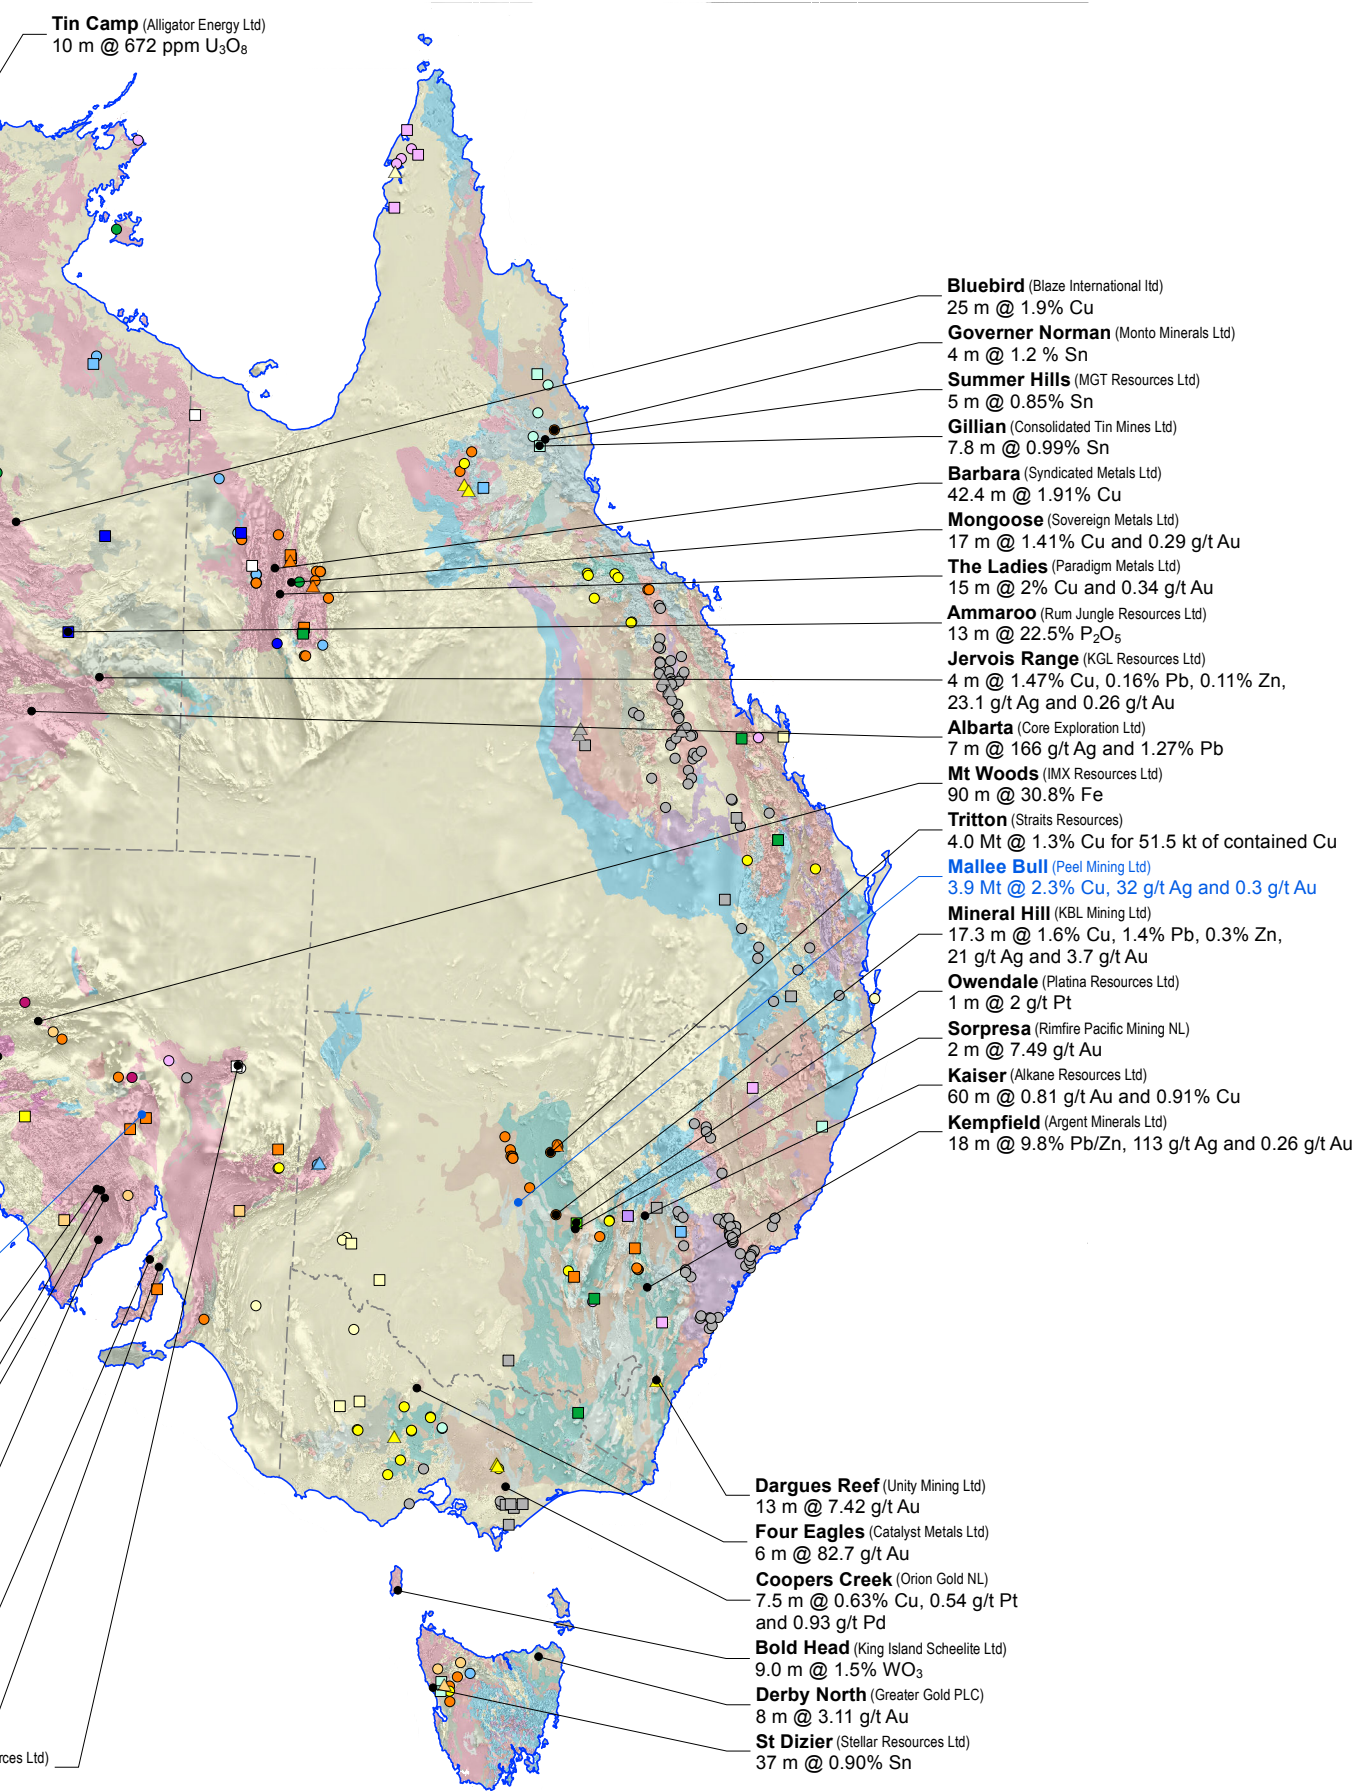 Tin Camp (Alligator Energy Ltd)
10 m @ 672 ppm U₃O₈
Bluebird (Blaze International ltd)
25 m @ 1.9% Cu
Governer Norman (Monto Minerals Ltd)
4 m @ 1.2 % Sn
Summer Hills (MGT Resources Ltd)
5 m @ 0.85% Sn
Gillian (Consolidated Tin Mines Ltd)
7.8 m @ 0.99% Sn
Barbara (Syndicated Metals Ltd)
42.4 m @ 1.91% Cu
Mongoose (Sovereign Metals Ltd)
17 m @ 1.41% Cu and 0.29 g/t Au
The Ladies (Paradigm Metals Ltd)
15 m @ 2% Cu and 0.34 g/t Au
Ammaroo (Rum Jungle Resources Ltd)
13 m @ 22.5% P₂O₅
Jervois Range (KGL Resources Ltd)
4 m @ 1.47% Cu, 0.16% Pb, 0.11% Zn,
23.1 g/t Ag and 0.26 g/t Au
Albarta (Core Exploration Ltd)
7 m @ 166 g/t Ag and 1.27% Pb
Mt Woods (IMX Resources Ltd)
90 m @ 30.8% Fe
Tritton (Straits Resources)
4.0 Mt @ 1.3% Cu for 51.5 kt of contained Cu
Mallee Bull (Peel Mining Ltd)
3.9 Mt @ 2.3% Cu, 32 g/t Ag and 0.3 g/t Au
Mineral Hill (KBL Mining Ltd)
17.3 m @ 1.6% Cu, 1.4% Pb, 0.3% Zn,
21 g/t Ag and 3.7 g/t Au
Owendale (Platina Resources Ltd)
1 m @ 2 g/t Pt
Sorpresa (Rimfire Pacific Mining NL)
2 m @ 7.49 g/t Au
Kaiser (Alkane Resources Ltd)
60 m @ 0.81 g/t Au and 0.91% Cu
Kempfield (Argent Minerals Ltd)
18 m @ 9.8% Pb/Zn, 113 g/t Ag and 0.26 g/t Au
Dargues Reef (Unity Mining Ltd)
13 m @ 7.42 g/t Au
Four Eagles (Catalyst Metals Ltd)
6 m @ 82.7 g/t Au
Coopers Creek (Orion Gold NL)
7.5 m @ 0.63% Cu, 0.54 g/t Pt
and 0.93 g/t Pd
Bold Head (King Island Scheelite Ltd)
9.0 m @ 1.5% WO₃
Derby North (Greater Gold PLC)
8 m @ 3.11 g/t Au
St Dizier (Stellar Resources Ltd)
37 m @ 0.90% Sn
rces Ltd)